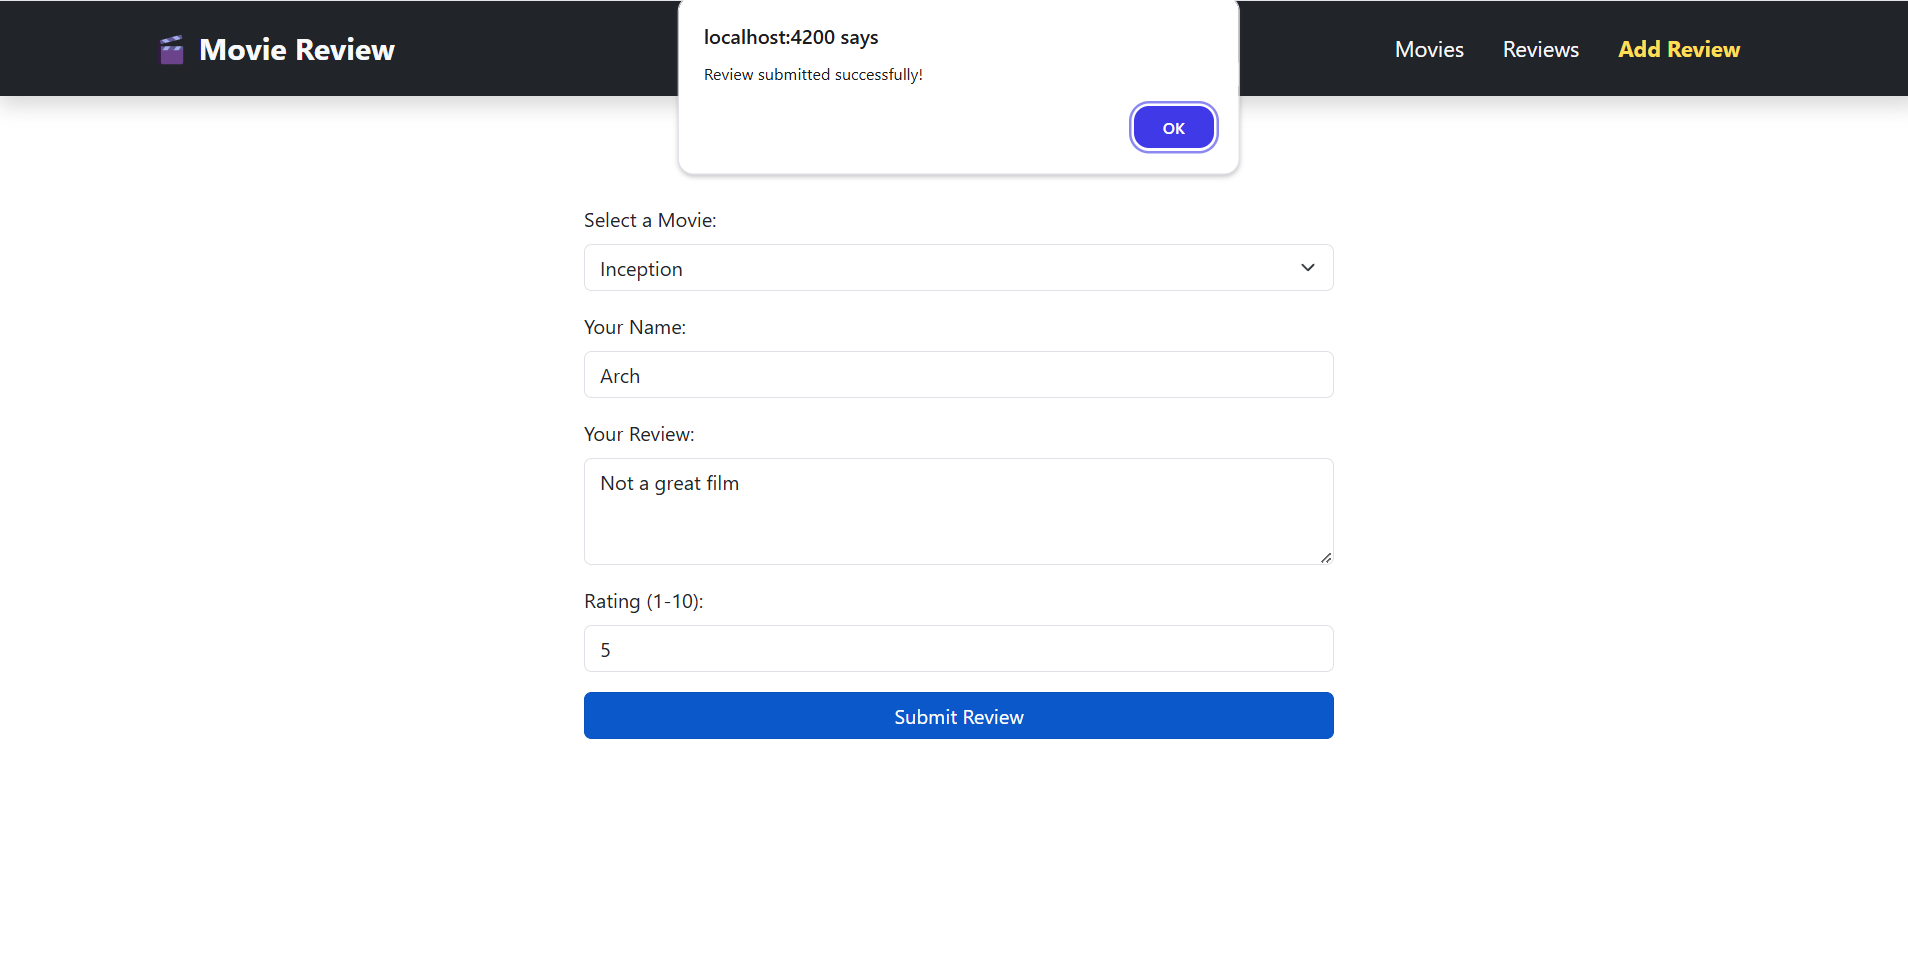 Movie Review
localhost:4200 says
Review submitted successfully!
OK
Movies
Reviews
Add Review
Select a Movie:
Inception
Your Name:
Arch
Your Review:
Not a great film
Rating (1-10):
5
Submit Review